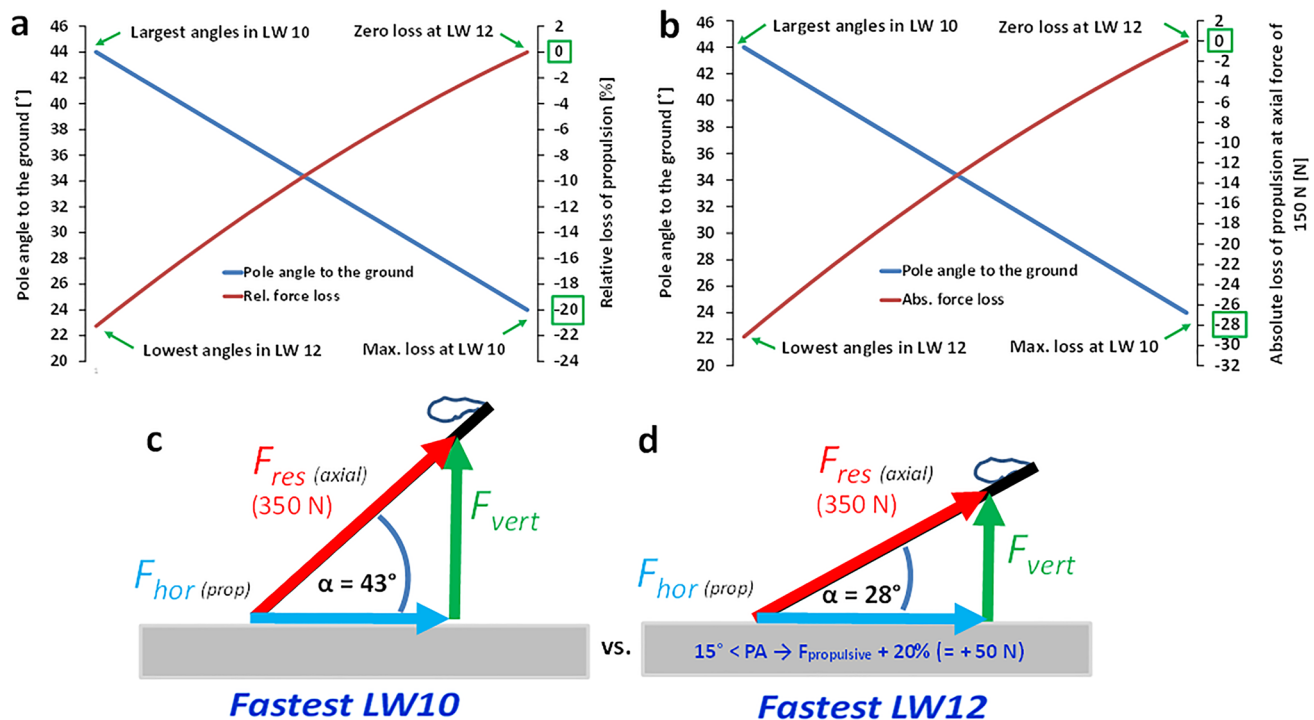 a
46
44
42
40
38
36
34
32
30
28
26
24
22
20
Pole angle to the ground [˚]
Largest angles in LW 10
Zero loss at LW 12
Pole angle to the ground
Rel. force loss
Lowest angles in LW 12
Max. loss at LW 10
2
0
-2
-4
-6
-8
-10
-12
-14
-16
-18
-20
-22
-24
Relative loss of propulsion [%]
b
46
44
42
40
38
36
34
32
30
28
26
24
22
20
Pole angle to the ground [˚]
Largest angles in LW 10
Zero loss at LW 12
Pole angle to the ground
Abs. force loss
Lowest angles in LW 12
Max. loss at LW 10
2
0
-2
-4
-6
-8
-10
-12
-14
-16
-18
-20
-22
-24
-26
-28
-30
-32
Absolute loss of propulsion at axial force of
150 N [N]
c
Fres (axial)
(350 N)
Fvert
Fhor (prop)
α = 43°
Fastest LW10
vs.
d
Fres (axial)
(350 N)
Fvert
Fhor (prop)
α = 28°
15° < PA → Fpropulsive + 20% (= + 50 N)
Fastest LW12